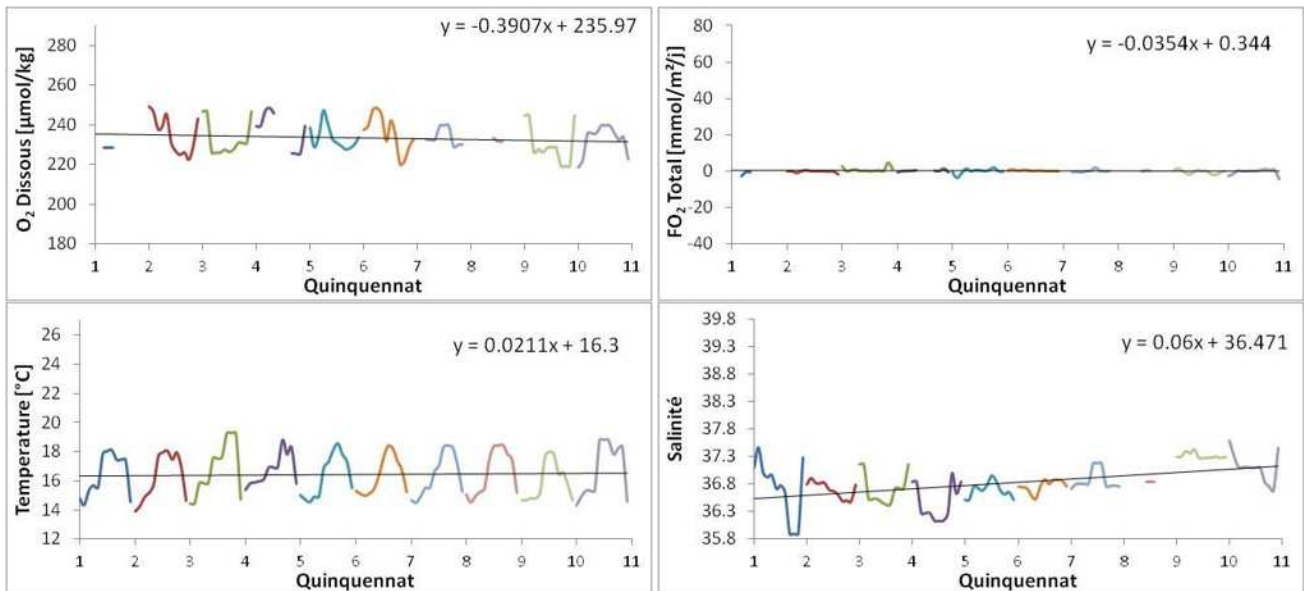 y = -0.3907x + 235.97
O₂ Dissous [µmol/kg]
280
260
240
220
200
180
1 2 3 4 5 6 7 8 9 10 11
Quinquennat
y = -0.0354x + 0.344
FO₂ Total [mmol/m²/j]
80
60
40
20
0
-20
-40
1 2 3 4 5 6 7 8 9 10 11
Quinquennat
y = 0.0211x + 16.3
Temperature [°C]
26
24
22
20
18
16
14
12
1 2 3 4 5 6 7 8 9 10 11
Quinquennat
y = 0.06x + 36.471
Salinité
39.8
39.3
38.8
38.3
37.8
37.3
36.8
36.3
35.8
1 2 3 4 5 6 7 8 9 10 11
Quinquennat